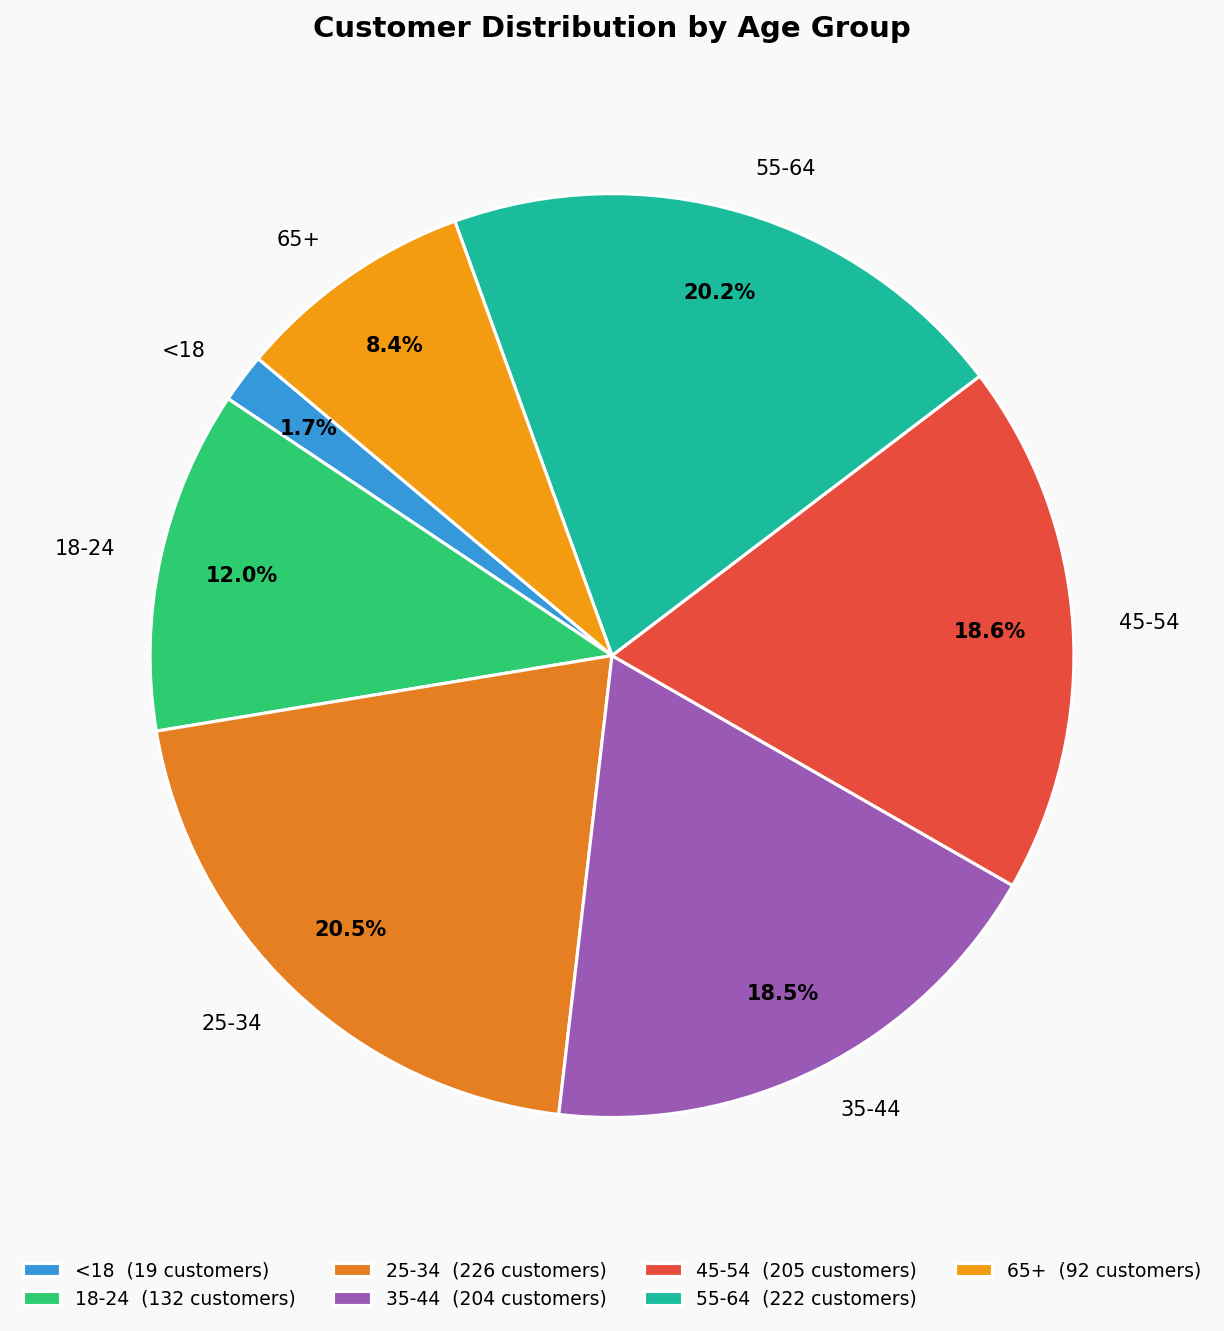 Customer Distribution by Age Group
55-64
65+
20.2%
8.4%
<18
1.7%
18-24
12.0%
45-54
18.6%
20.5%
18.5%
25-34
35-44
<18 (19 customers)
18-24 (132 customers)
25-34 (226 customers)
35-44 (204 customers)
45-54 (205 customers)
55-64 (222 customers)
65+ (92 customers)